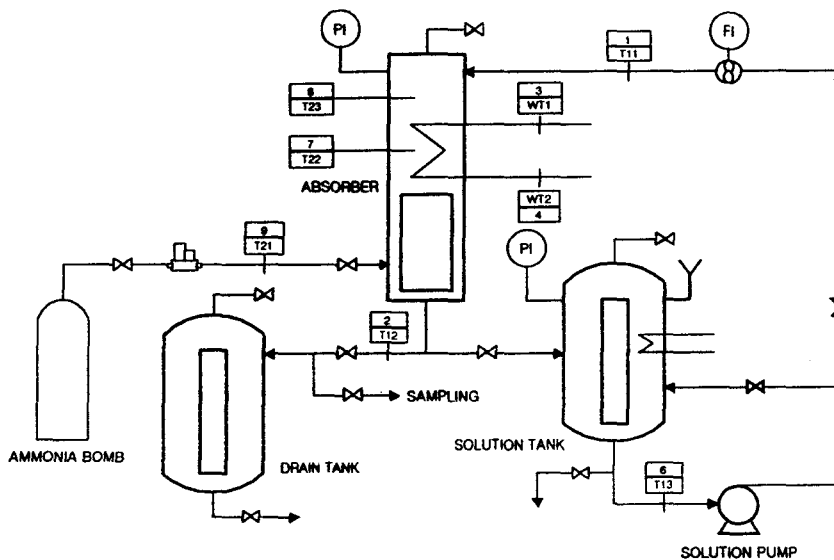 PI
1
T11
FI
8
T23
3
WT1
7
T22
ABSORBER
WT2
4
9
T21
PI
2
T12
SAMPLING
AMMONIA BOMB
DRAIN TANK
SOLUTION TANK
6
T13
SOLUTION PUMP